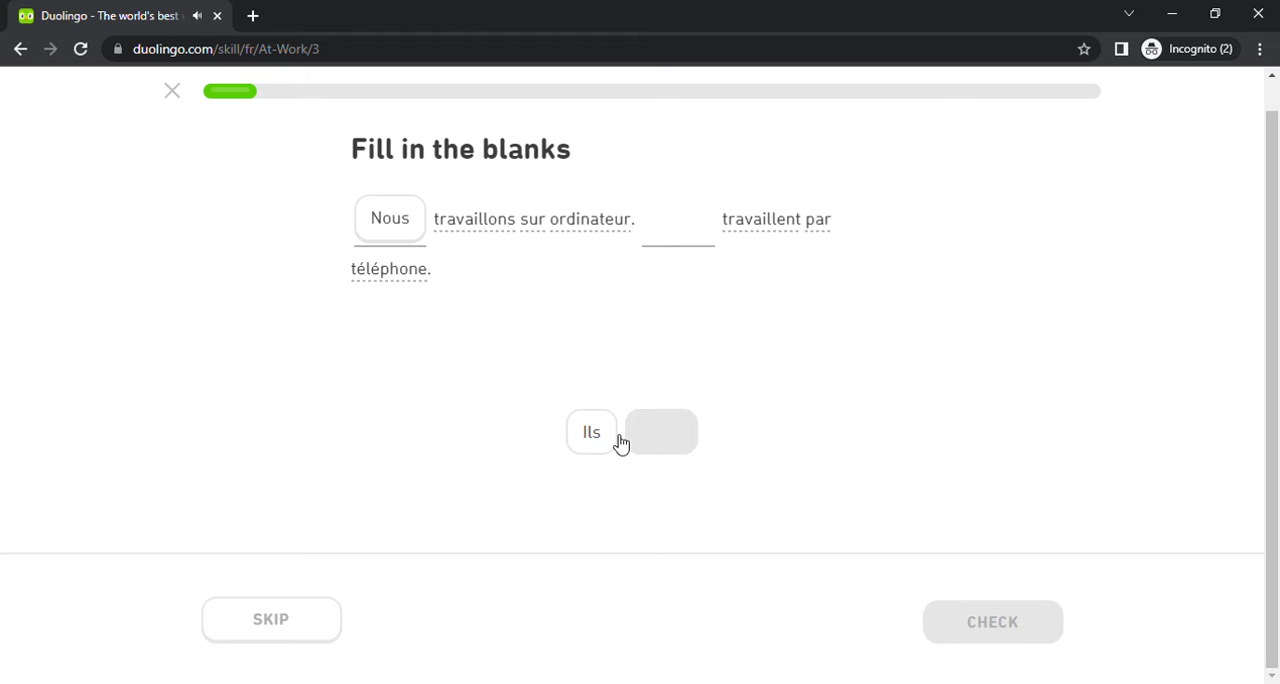 Duolingo - The world's best
duolingo.com/skill/fr/At-Work/3
Incognito (2)
Fill in the blanks
Nous travaillons sur ordinateur. travaillent par
téléphone.
Ils
SKIP
CHECK